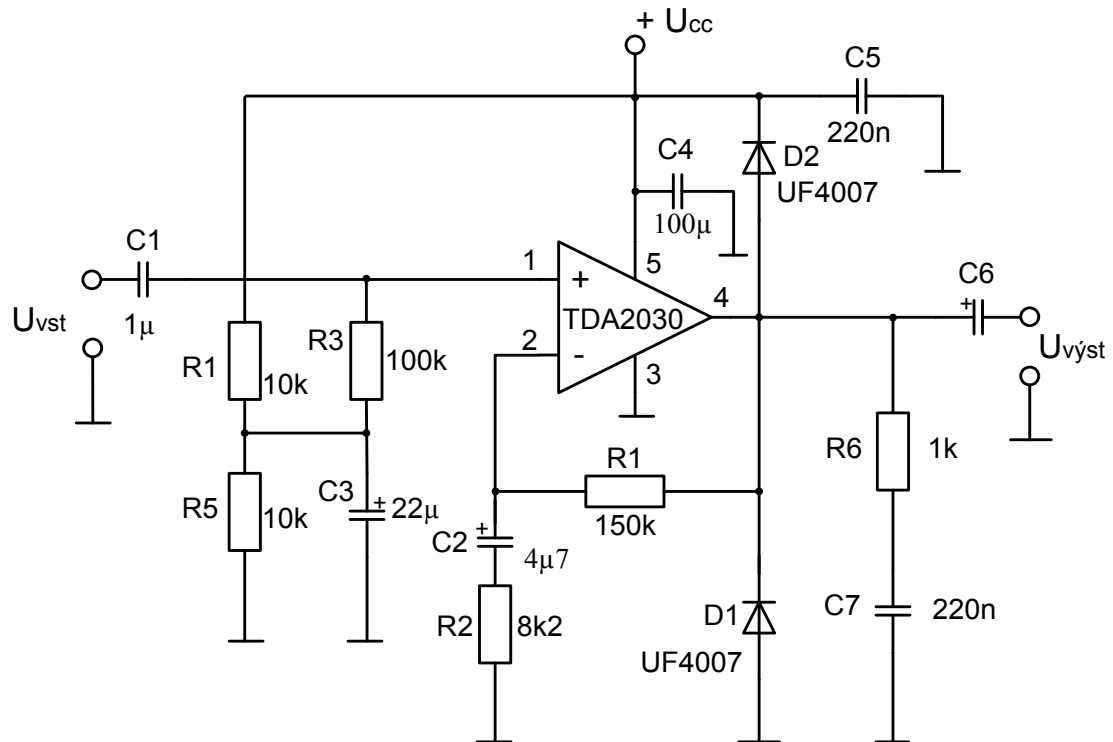 + Ucc
C5
220n
C4
100µ
D2
UF4007
C1
1µ
Uvst
1
+
5
TDA2030
4
2
-
3
C6
+
Uvýst
R1
10k
R3
100k
R5
10k
C3
+
22µ
R1
150k
C2
+
4µ7
R2
8k2
D1
UF4007
R6
1k
C7
220n